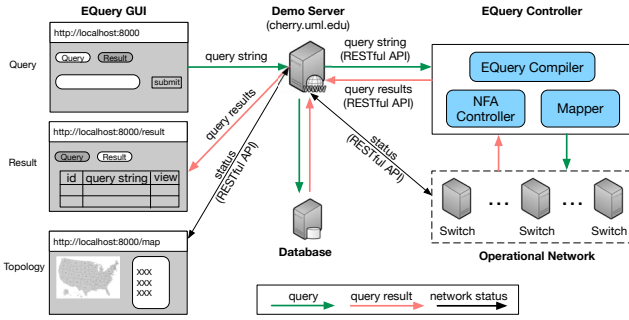 EQuery GUI
Demo Server
(cherry.uml.edu)
EQuery Controller
Query
http://localhost:8000
Query Result
submit
query string
query results
query string
(RESTful API)
query results
(RESTful API)
WWW
EQuery Compiler
NFA
Controller
Mapper
Result
http://localhost:8000/result
Query Result
id query string view
status
(RESTful API)
status
(RESTful API)
Database
... ...
Switch Switch Switch
Operational Network
Topology
http://localhost:8000/map
xxx
xxx
xxx
query query result network status